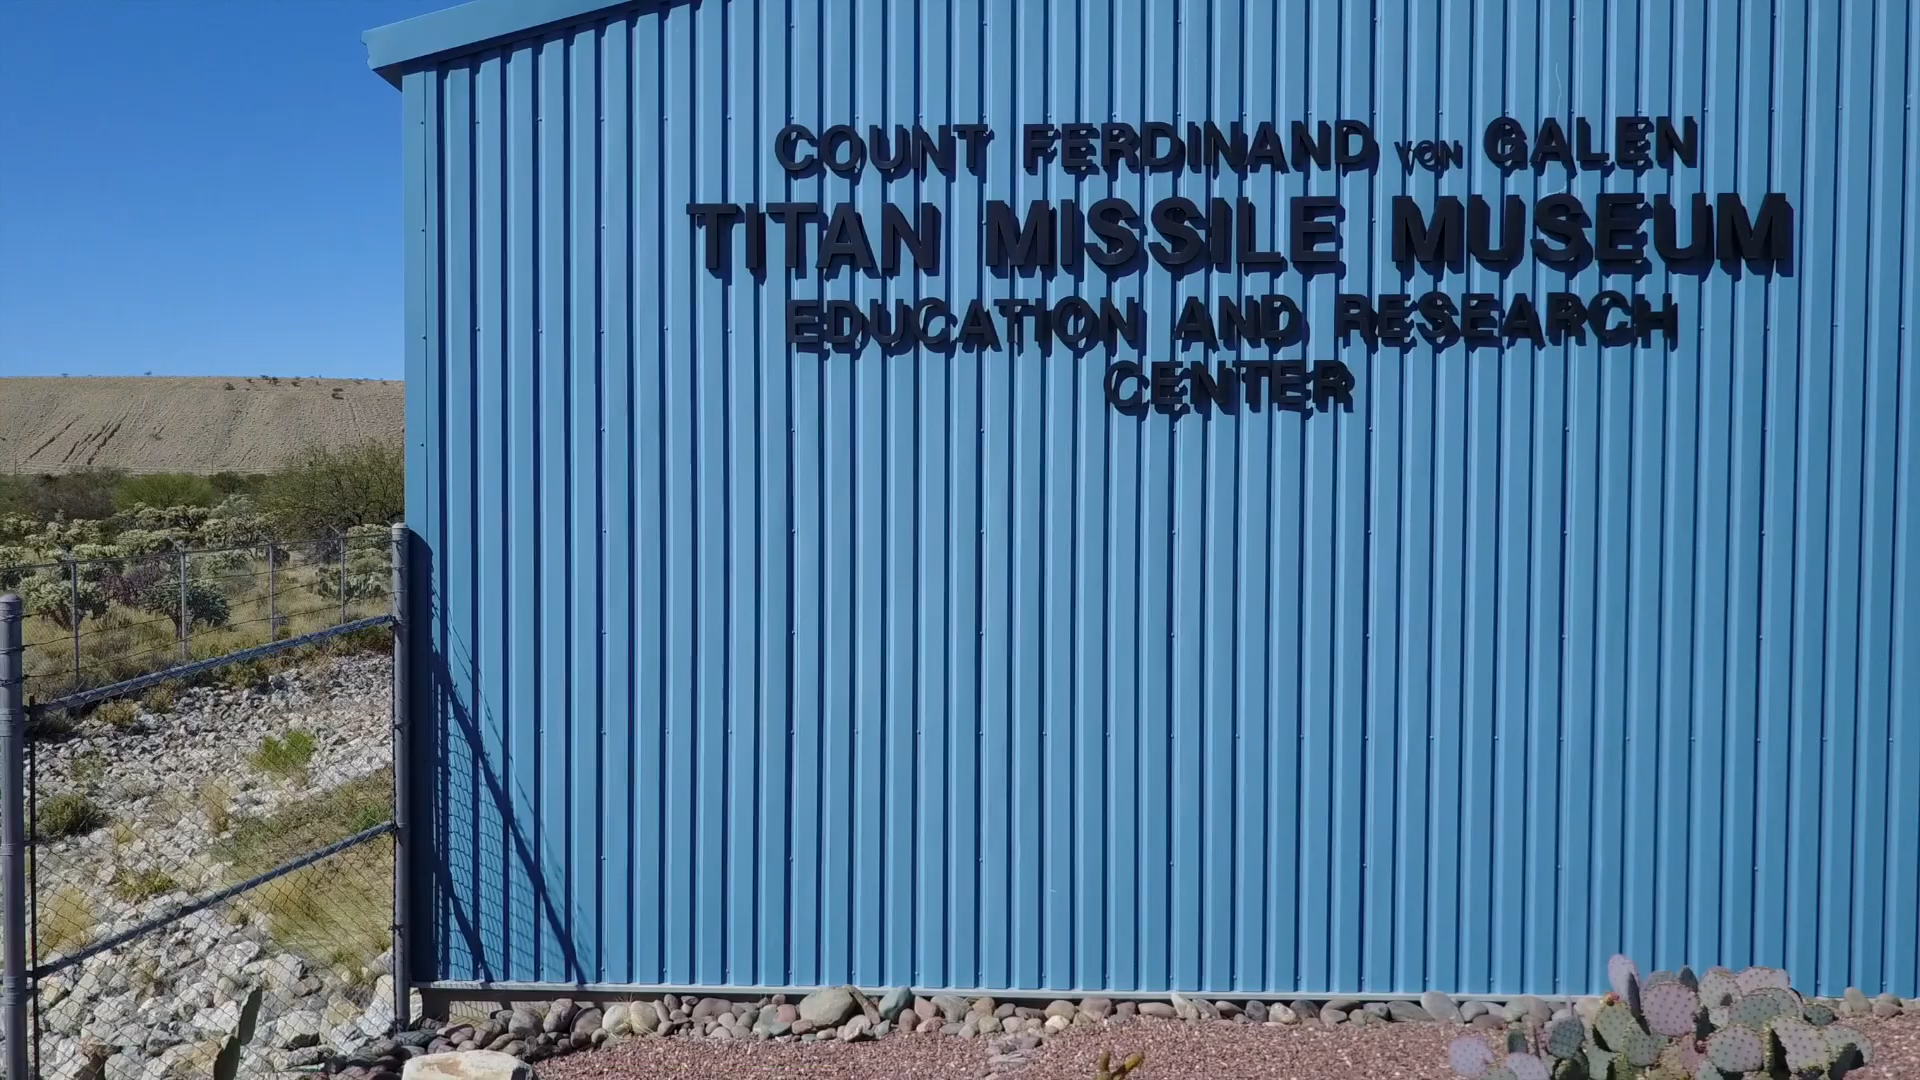 COUNT FERDINAND VON GALEN
TITAN MISSILE MUSEUM
EDUCATION AND RESEARCH
CENTER